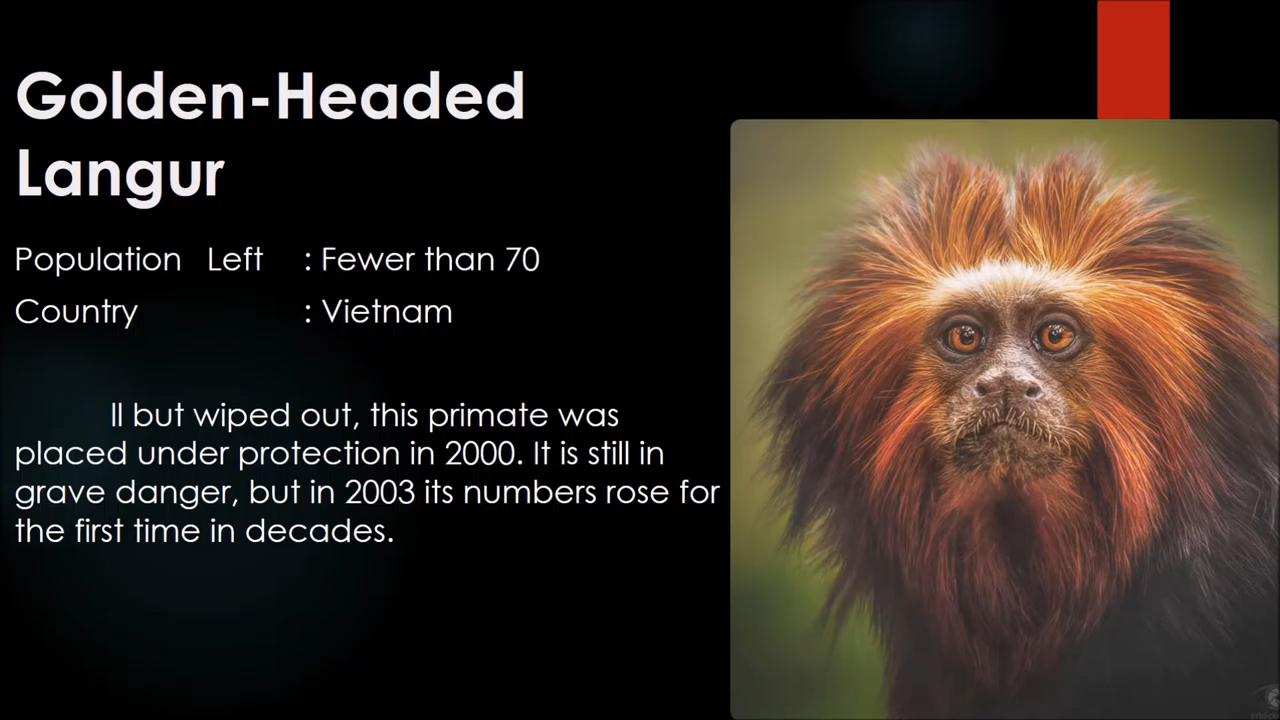 Golden-Headed
Langur
Population Left : Fewer than 70
Country : Vietnam
ll but wiped out, this primate was
placed under protection in 2000. It is still in
grave danger, but in 2003 its numbers rose for
the first time in decades.